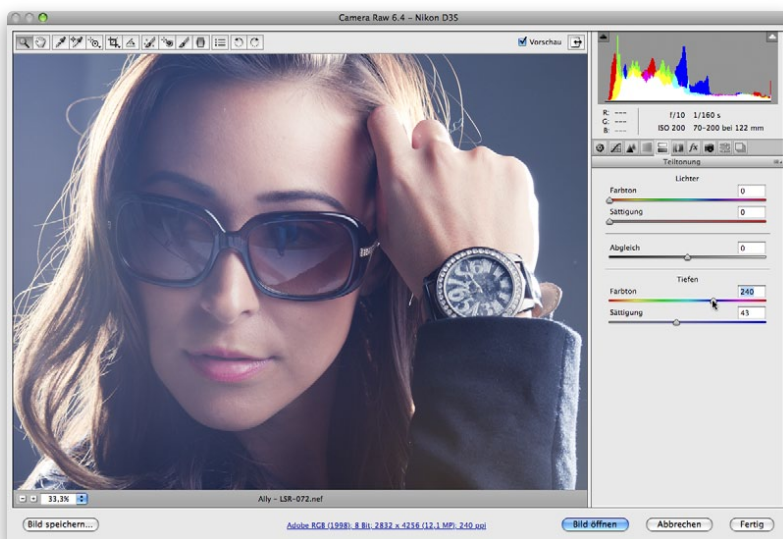 Camera Raw 6.4 – Nikon D3S
Vorschau
R: ---
G: ---
B: ---
f/10 1/160 s
ISO 200 70-200 bei 122 mm
Teiltonung
Lichter
Farbton 0
Sättigung 0
Abgleich 0
Tiefen
Farbton 240
Sättigung 43
33,3%
Ally – LSR-072.nef
Bild speichern...
Adobe RGB (1998); 8 Bit; 2832 x 4256 (12,1 MP); 240 ppi
Bild öffnen
Abbrechen
Fertig